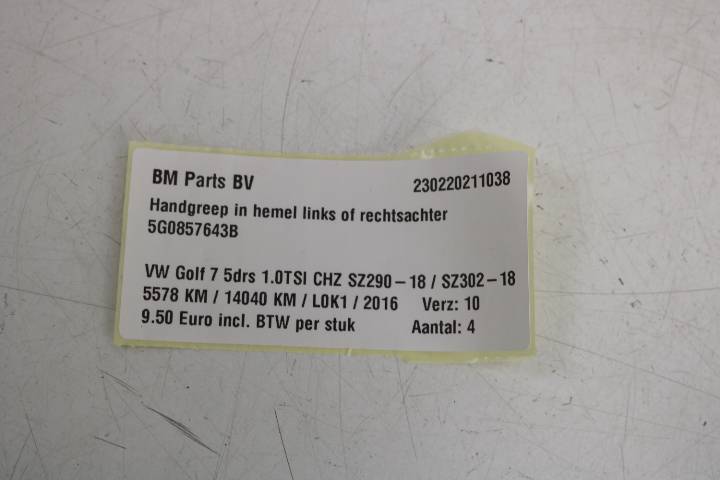 BM Parts BV 230220211038
Handgreep in hemel links of rechtsachter
5G0857643B
VW Golf 7 5drs 1.0TSI CHZ SZ290-18 / SZ302-18
5578 KM / 14040 KM / L0K1 / 2016 Verz: 10
9.50 Euro incl. BTW per stuk Aantal: 4